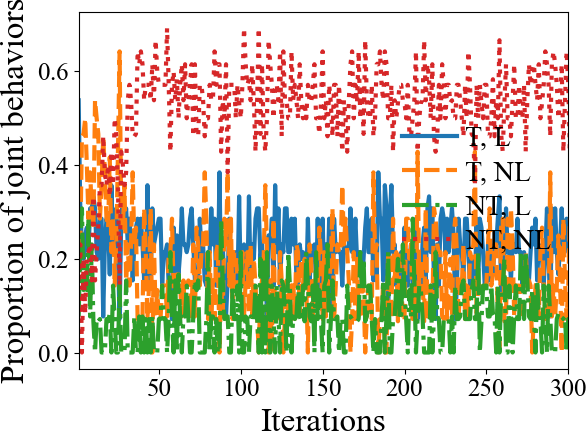 Proportion of joint behaviors
0.6
0.4
0.2
0.0
T, L
T, NL
NT, L
NT, NL
50 100 150 200 250 300
Iterations